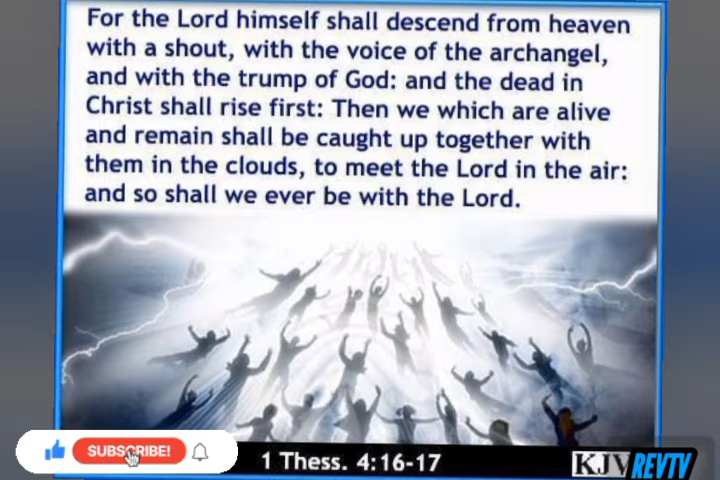 For the Lord himself shall descend from heaven
with a shout, with the voice of the archangel,
and with the trump of God: and the dead in
Christ shall rise first: Then we which are alive
and remain shall be caught up together with
them in the clouds, to meet the Lord in the air:
and so shall we ever be with the Lord.
SUBSCRIBE!
1 Thess. 4:16-17
KJV
REVTV